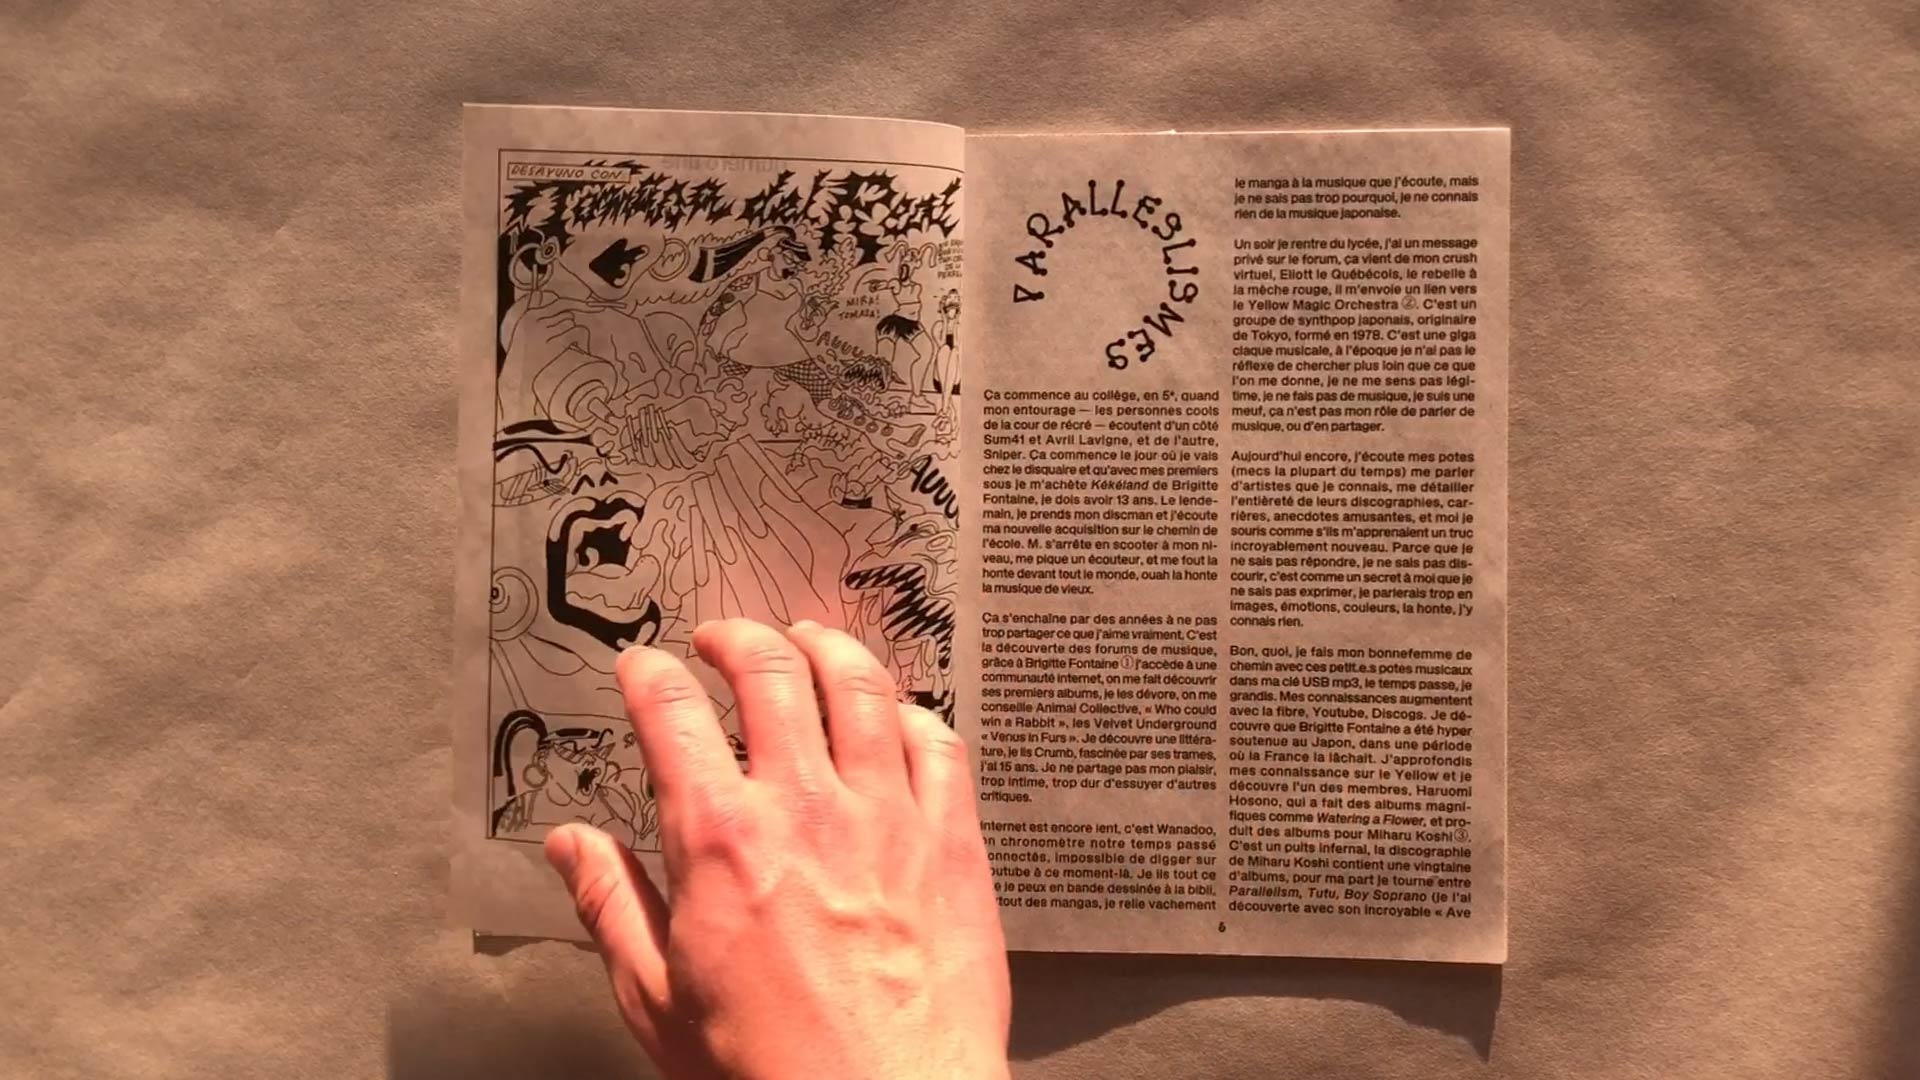 DESAYUNO CON
MIRA!
TOMASA!
AUUU
AUUUU
PARALLESLISMES
Ça commence au collège, en 5e, quand
mon entourage — les personnes cools
de la cour de récré — écoutent d'un côté
Sum41 et Avril Lavigne, et de l'autre,
Sniper. Ça commence le jour où je vais
chez le disquaire et qu'avec mes premiers
sous je m'achète Kékéland de Brigitte
Fontaine, je dois avoir 13 ans. Le lende-
main, je prends mon discman et j'écoute
ma nouvelle acquisition sur le chemin de
l'école. M. s'arrête en scooter à mon ni-
veau, me pique un écouteur, et me fout la
honte devant tout le monde, ouah la honte
la musique de vieux.
Ça s'enchaîne par des années à ne pas
trop partager ce que j'aime vraiment. C'est
la découverte des forums de musique,
grâce à Brigitte Fontaine ① j'accède à une
communauté internet, on me fait découvrir
ses premiers albums, je les dévore, on me
conseille Animal Collective, « Who could
win a Rabbit », les Velvet Underground
« Venus in Furs ». Je découvre une littéra-
ture, je lis Crumb, fascinée par ses trames,
j'ai 15 ans. Je ne partage pas mon plaisir,
trop intime, trop dur d'essuyer d'autres
critiques.
Internet est encore lent, c'est Wanadoo,
on chronomètre notre temps passé
connectés, impossible de digger sur
outube à ce moment-là. Je lis tout ce
je peux en bande dessinée à la bibli,
tout des mangas, je relie vachement
le manga à la musique que j'écoute, mais
je ne sais pas trop pourquoi, je ne connais
rien de la musique japonaise.
Un soir je rentre du lycée, j'ai un message
privé sur le forum, ça vient de mon crush
virtuel, Eliott le Québécois, le rebelle à
la mèche rouge, il m'envoie un lien vers
le Yellow Magic Orchestra ②. C'est un
groupe de synthpop japonais, originaire
de Tokyo, formé en 1978. C'est une giga
claque musicale, à l'époque je n'ai pas le
réflexe de chercher plus loin que ce que
l'on me donne, je ne me sens pas légi-
time, je ne fais pas de musique, je suis une
meuf, ça n'est pas mon rôle de parler de
musique, ou d'en partager.
Aujourd'hui encore, j'écoute mes potes
(mecs la plupart du temps) me parler
d'artistes que je connais, me détailler
l'entièreté de leurs discographies, car-
rières, anecdotes amusantes, et moi je
souris comme s'ils m'apprenaient un truc
incroyablement nouveau. Parce que je
ne sais pas répondre, je ne sais pas dis-
courir, c'est comme un secret à moi que je
ne sais pas exprimer, je parlerais trop en
images, émotions, couleurs, la honte, j'y
connais rien.
Bon, quoi, je fais mon bonnefemme de
chemin avec ces petit.e.s potes musicaux
dans ma clé USB mp3, le temps passe, je
grandis. Mes connaissances augmentent
avec la fibre, Youtube, Discogs. Je dé-
couvre que Brigitte Fontaine a été hyper
soutenue au Japon, dans une période
où la France la lâchait. J'approfondis
mes connaissance sur le Yellow et je
découvre l'un des membres, Haruomi
Hosono, qui a fait des albums magni-
fiques comme Watering a Flower, et pro-
duit des albums pour Miharu Koshi③.
C'est un puits infernal, la discographie
de Miharu Koshi contient une vingtaine
d'albums, pour ma part je tourne entre
Parallelism, Tutu, Boy Soprano (je l'ai
découverte avec son incroyable « Ave
6